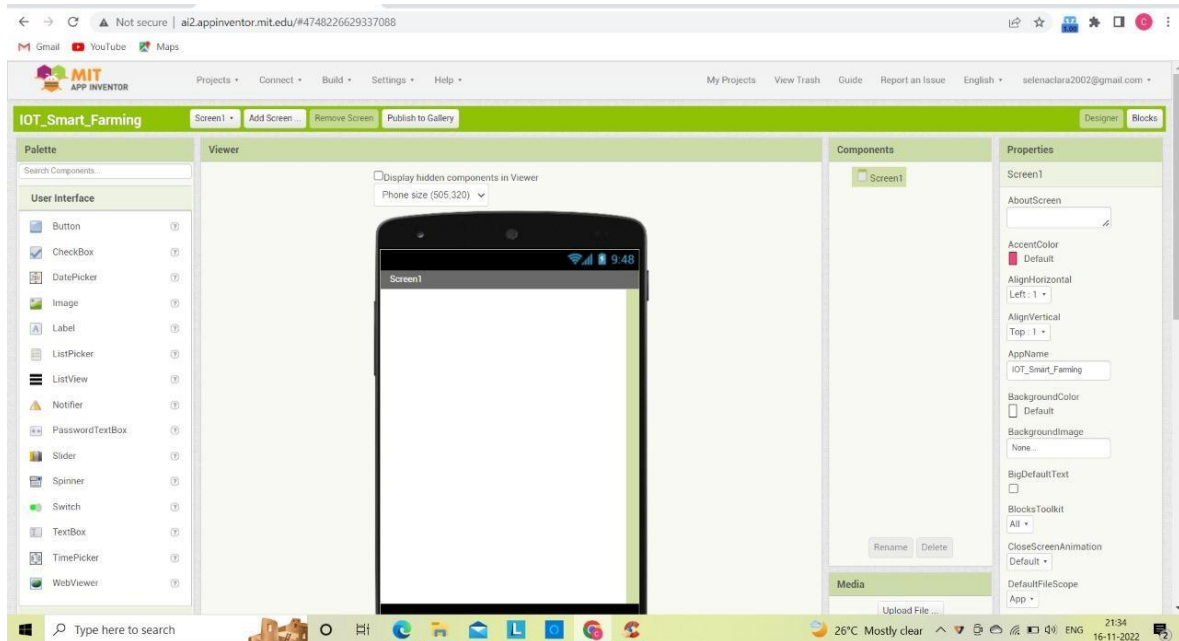 Not secure | ai2.appinventor.mit.edu/#4748226629337088
1.00
C
Gmail YouTube Maps
MIT
APP INVENTOR
Projects Connect Build Settings Help
My Projects View Trash Guide Report an Issue English selenaclara2002@gmail.com
IOT_Smart_Farming
Screen1 Add Screen ... Remove Screen Publish to Gallery
Designer Blocks
Palette
Search Components...
User Interface
Button
CheckBox
DatePicker
Image
Label
ListPicker
ListView
Notifier
PasswordTextBox
Slider
Spinner
Switch
TextBox
TimePicker
WebViewer
Viewer
Display hidden components in Viewer
Phone size (505,320)
9:48
Screen1
Components
Screen1
Rename Delete
Media
Upload File ...
Properties
Screen1
AboutScreen
AccentColor
Default
AlignHorizontal
Left : 1
AlignVertical
Top : 1
AppName
IOT_Smart_Farming
BackgroundColor
Default
BackgroundImage
None...
BigDefaultText
BlocksToolkit
All
CloseScreenAnimation
Default
DefaultFileScope
App
Type here to search
L
26°C Mostly clear
ENG
21:34
16-11-2022
2